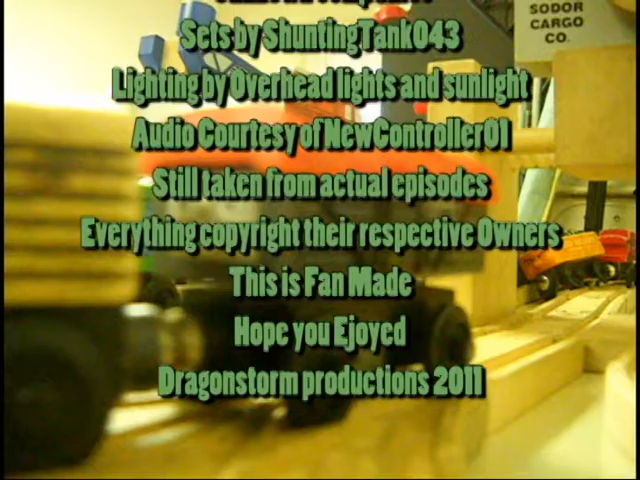 SODOR
CARGO
CO.
Sets by ShuntingTank043
Lighting by Overhead lights and sunlight
Audio Courtesy of NewController01
Still taken from actual episodes
Everything copyright their respective Owners
This is Fan Made
Hope you Ejoyed
Dragonstorm productions 2011